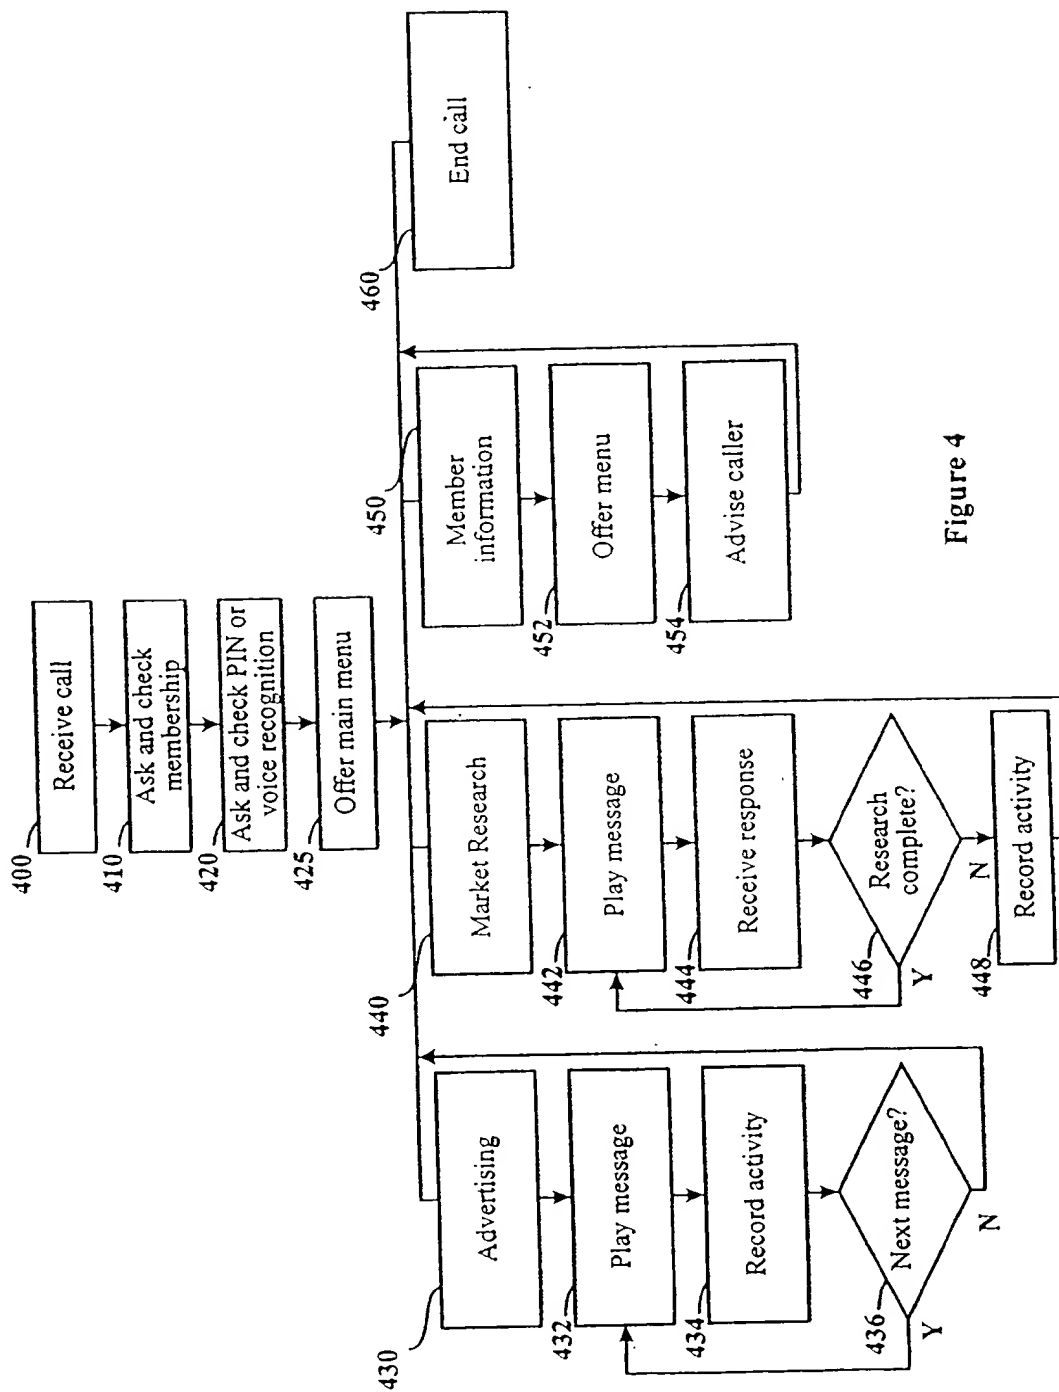 400
Receive call
410
Ask and check
membership
420
Ask and check PIN or
voice recognition
425
Offer main menu
430
Advertising
432
Play message
434
Record activity
436
Next message?
Y
N
440
Market Research
442
Play message
444
Receive response
446
Research
complete?
Y
N
448
Record activity
450
Member
information
452
Offer menu
454
Advise caller
460
End call
Figure 4